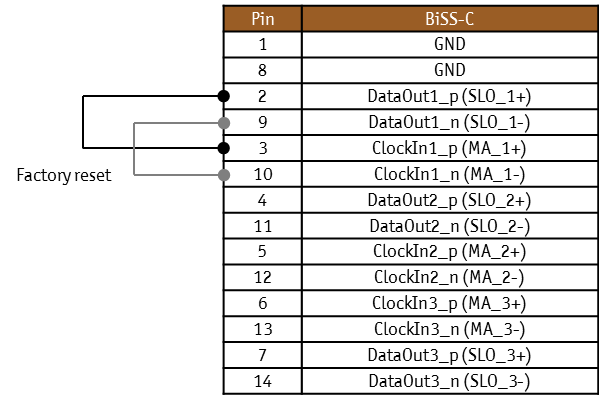 Pin BiSS-C
1 GND
8 GND
2 DataOut1_p (SLO_1+)
9 DataOut1_n (SLO_1-)
3 ClockIn1_p (MA_1+)
Factory reset
10 ClockIn1_n (MA_1-)
4 DataOut2_p (SLO_2+)
11 DataOut2_n (SLO_2-)
5 ClockIn2_p (MA_2+)
12 ClockIn2_n (MA_2-)
6 ClockIn3_p (MA_3+)
13 ClockIn3_n (MA_3-)
7 DataOut3_p (SLO_3+)
14 DataOut3_n (SLO_3-)